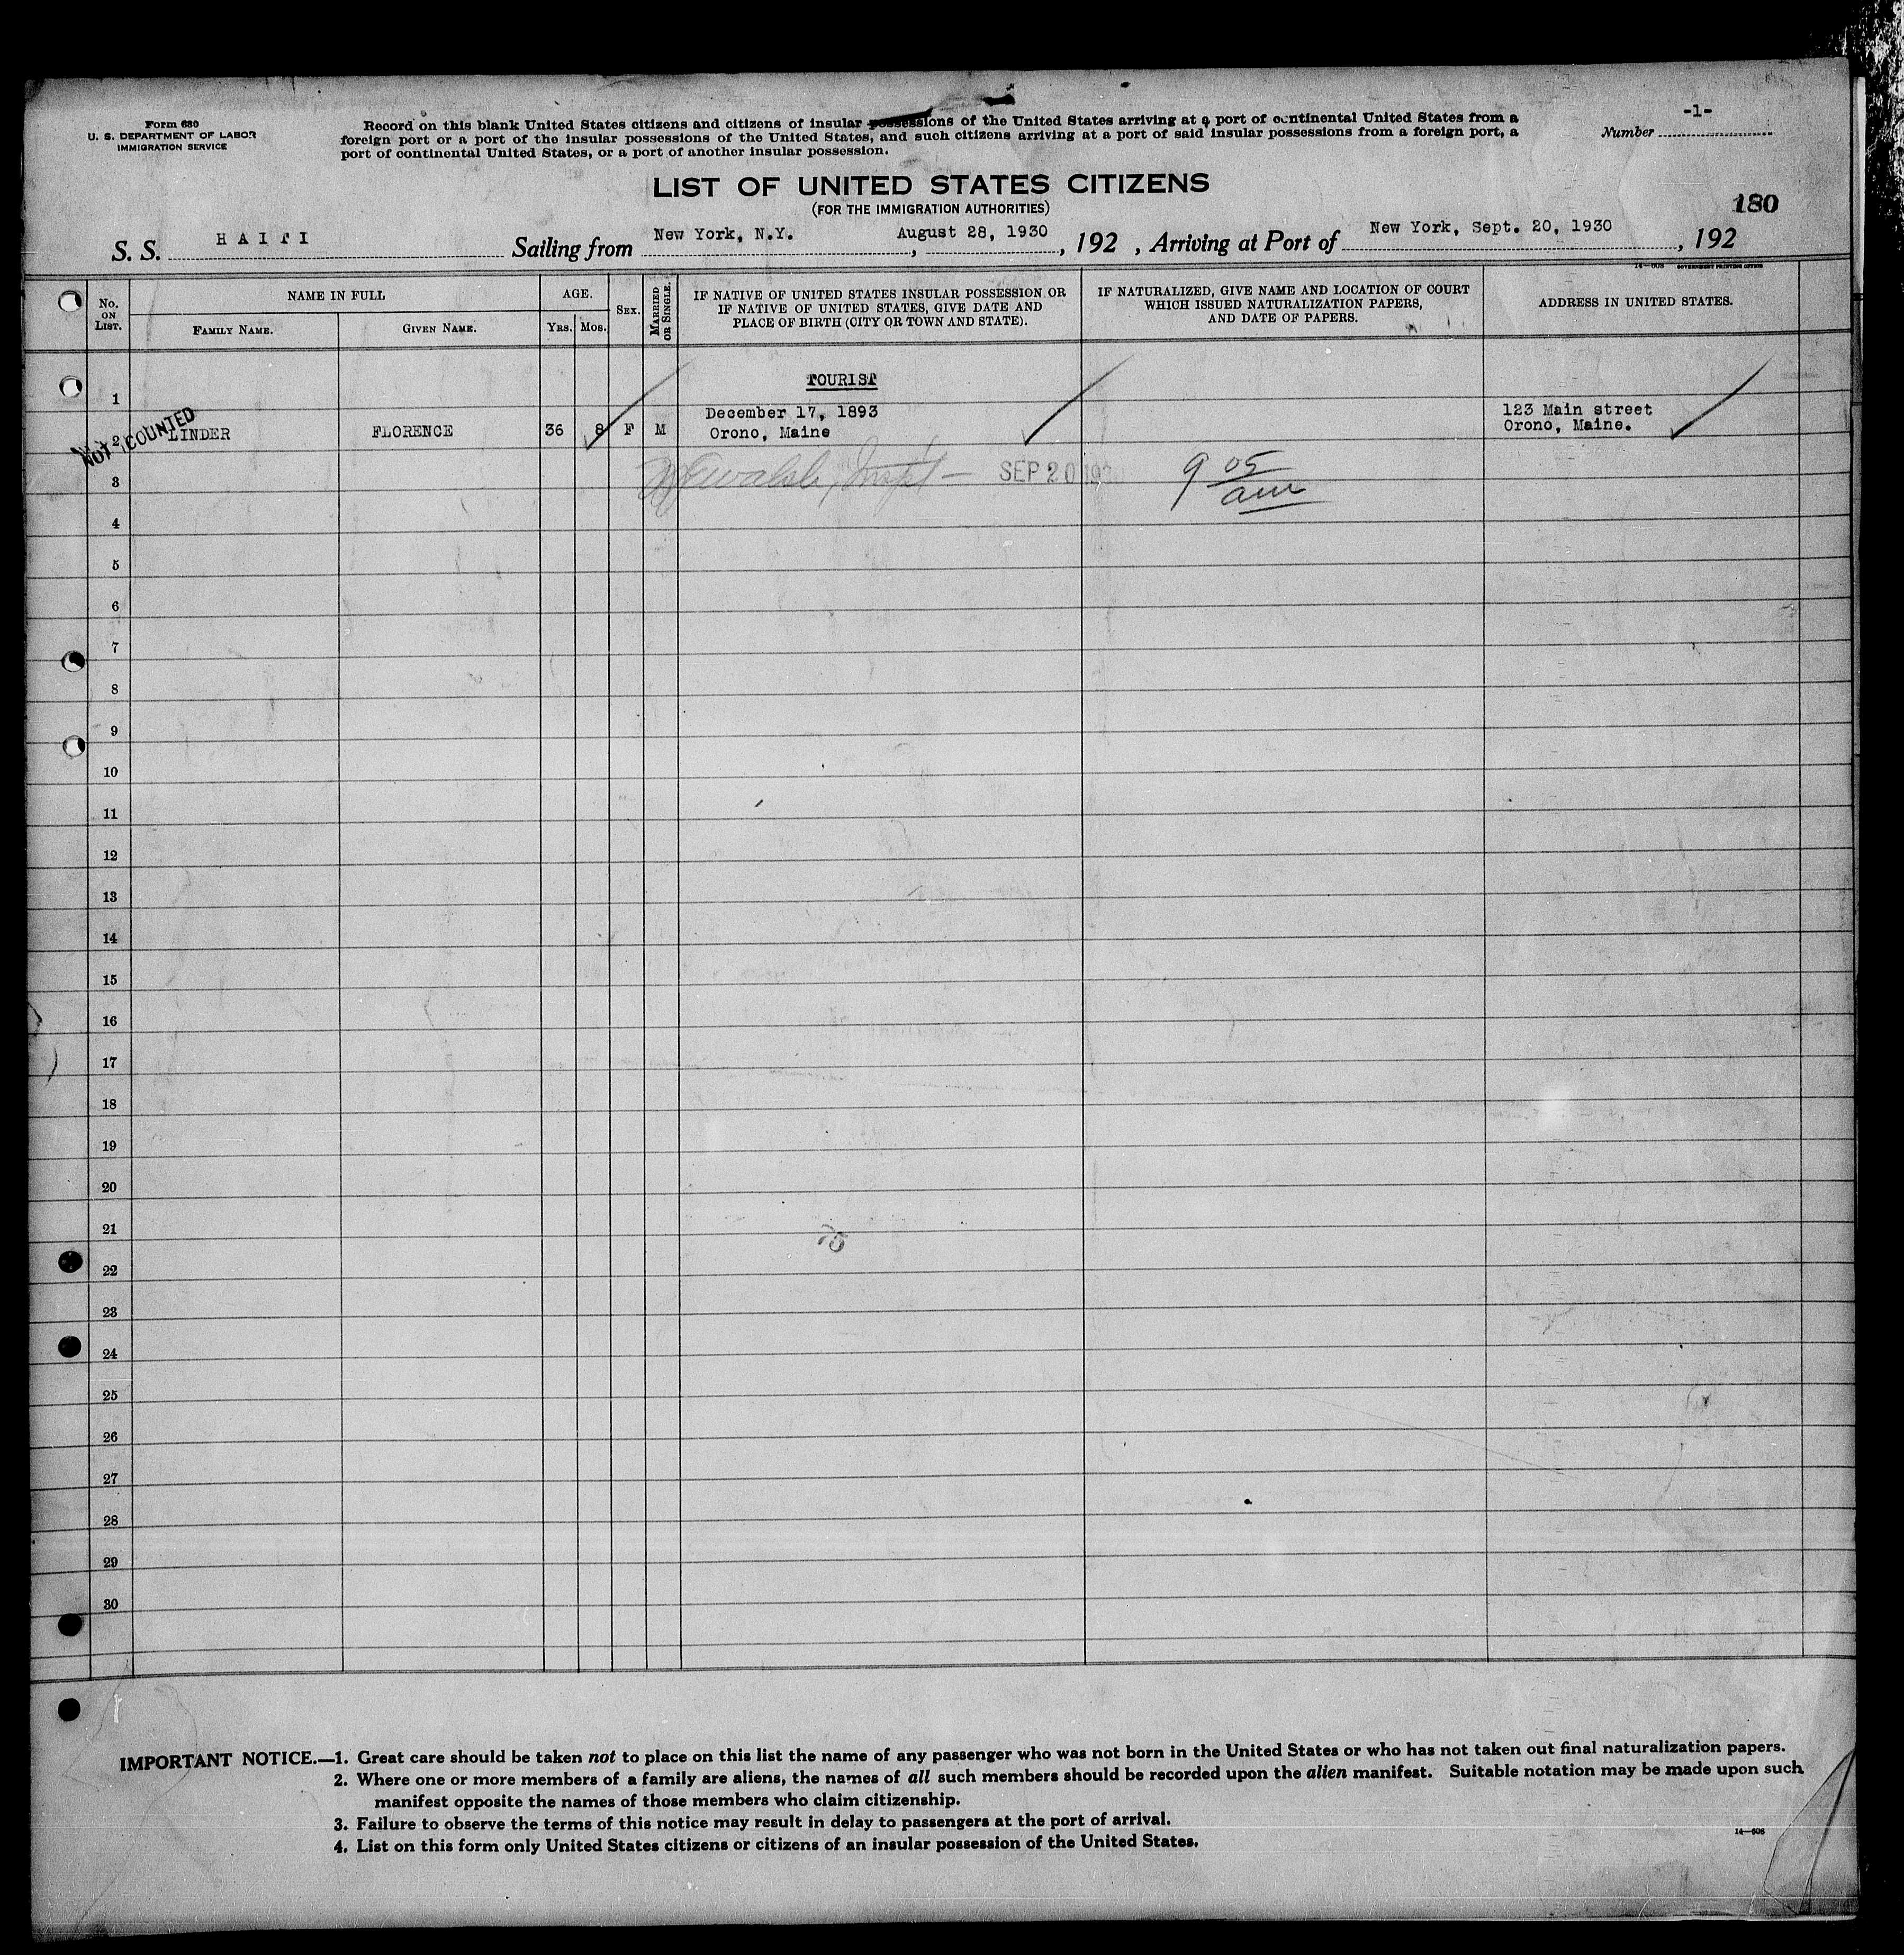 Form 630
U. S. DEPARTMENT OF LABOR
IMMIGRATION SERVICE
Record on this blank United States citizens and citizens of insular possessions of the United States arriving at a port of continental United States from a
foreign port or a port of the insular possessions of the United States, and such citizens arriving at a port of said insular possessions from a foreign port, a
port of continental United States, or a port of another insular possession.
-1-
Number
LIST OF UNITED STATES CITIZENS
(FOR THE IMMIGRATION AUTHORITIES)
180
S. S. HAITI Sailing from New York, N.Y. , August 28, 1930 , 192 , Arriving at Port of New York, Sept. 20, 1930 , 192
14-608 GOVERNMENT PRINTING OFFICE
No. ON LIST.
NAME IN FULL
FAMILY NAME.
GIVEN NAME.
AGE.
YRS.
MOS.
SEX.
MARRIED OR SINGLE.
IF NATIVE OF UNITED STATES INSULAR POSSESSION OR
IF NATIVE OF UNITED STATES, GIVE DATE AND
PLACE OF BIRTH (CITY OR TOWN AND STATE).
IF NATURALIZED, GIVE NAME AND LOCATION OF COURT
WHICH ISSUED NATURALIZATION PAPERS,
AND DATE OF PAPERS.
ADDRESS IN UNITED STATES.
TOURIST
1
December 17, 1893
123 Main street
NOT COUNTED
2 LINDER FLORENCE 36 8 F M Orono, Maine Orono, Maine.
Walsh, Insp't — SEP 20 1930 9 05 am
3
4
5
6
7
8
9
10
11
12
13
14
15
16
17
18
19
20
21
22
23
24
25
26
27
28
29
30
IMPORTANT NOTICE.—1. Great care should be taken not to place on this list the name of any passenger who was not born in the United States or who has not taken out final naturalization papers.
2. Where one or more members of a family are aliens, the names of all such members should be recorded upon the alien manifest. Suitable notation may be made upon such
manifest opposite the names of those members who claim citizenship.
3. Failure to observe the terms of this notice may result in delay to passengers at the port of arrival.
4. List on this form only United States citizens or citizens of an insular possession of the United States.
14—608